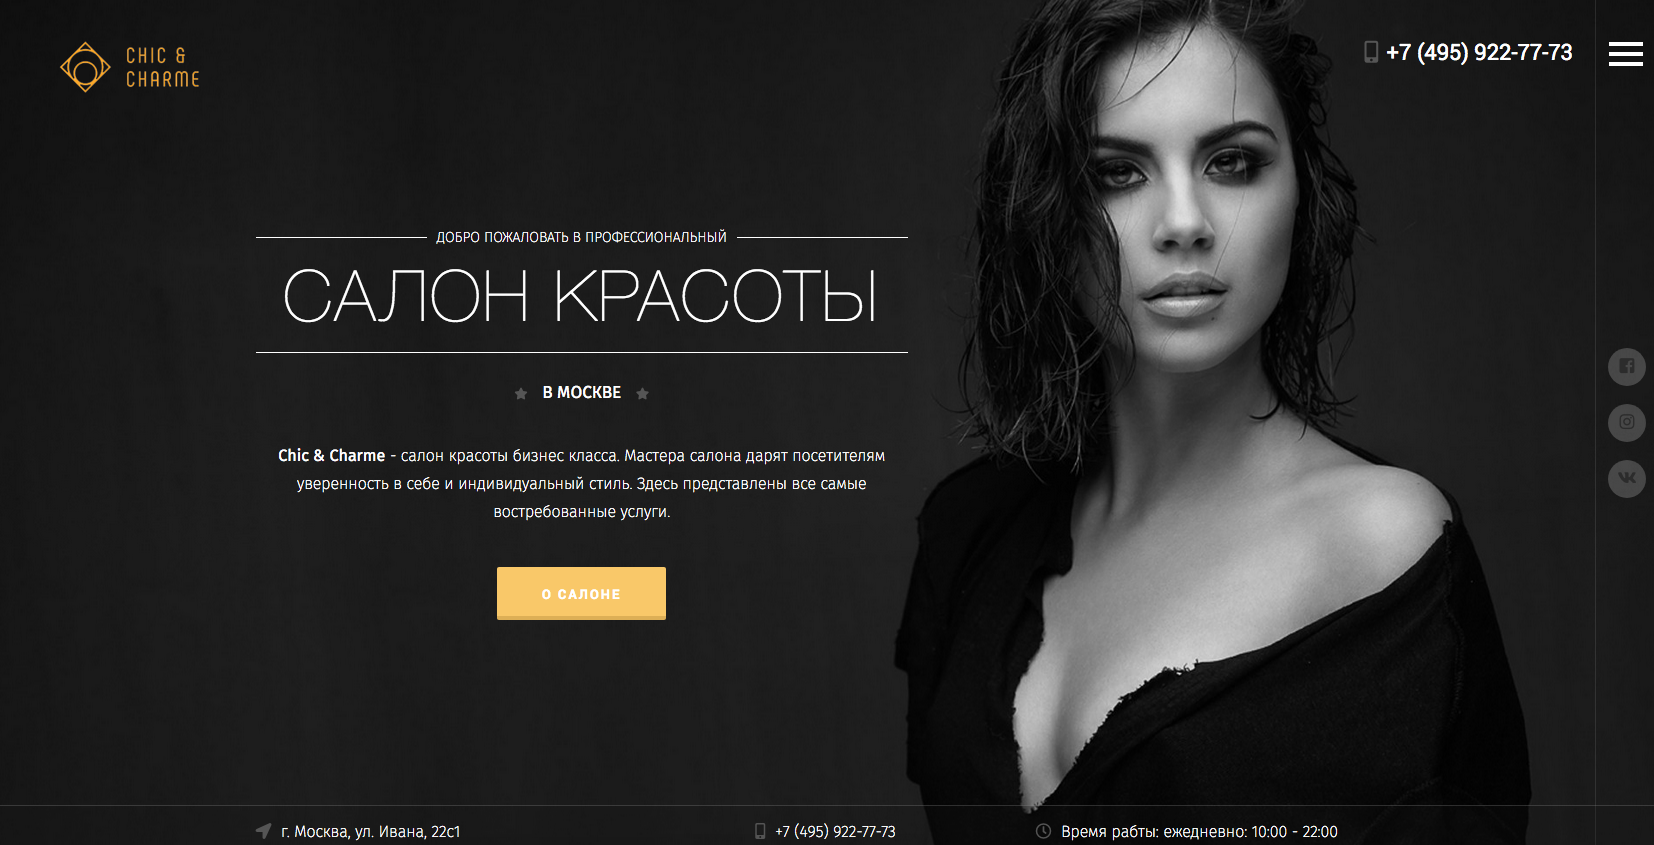 CHIC &
CHARME
+7 (495) 922-77-73
ДОБРО ПОЖАЛОВАТЬ В ПРОФЕССИОНАЛЬНЫЙ
САЛОН КРАСОТЫ
В МОСКВЕ
Chic & Charme - салон красоты бизнес класса. Мастера салона дарят посетителям
уверенность в себе и индивидуальный стиль. Здесь представлены все самые
востребованные услуги.
О САЛОНЕ
г. Москва, ул. Ивана, 22с1
+7 (495) 922-77-73
Время рабты: ежедневно: 10:00 - 22:00